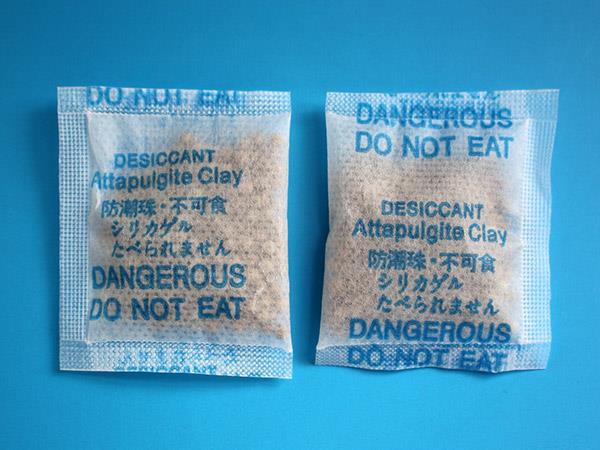 DO NOT EAT
DESICCANT
Attapulgite Clay
防潮珠・不可食
シリカゲル
たべられません
DANGEROUS
DO NOT EAT
DANGEROUS
DO NOT EAT
DESICCANT
Attapulgite Clay
防潮珠・不可食
シリカゲル
たべられません
DANGEROUS
DO NOT EAT